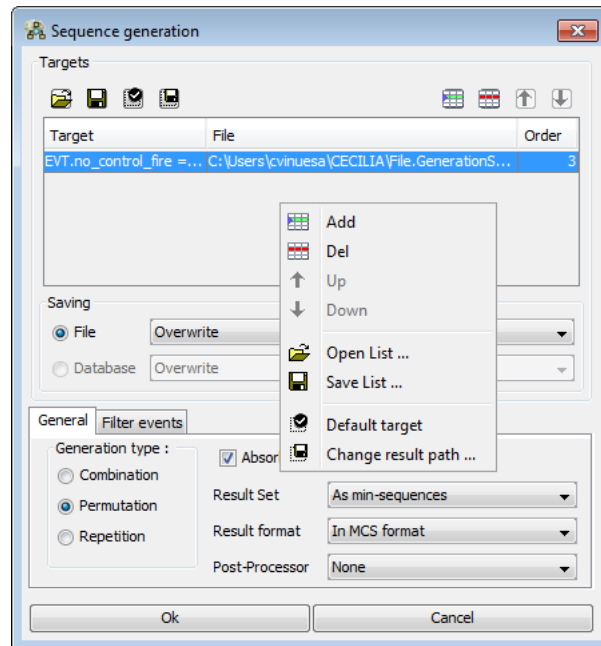 Sequence generation
Targets
Target File Order
EVT.no_control_fire =... C:\Users\cvinuesa\CECILIA\File.GenerationS... 3
Add
Del
Up
Down
Open List ...
Save List ...
Default target
Change result path ...
Saving
File Overwrite
Database Overwrite
General Filter events
Generation type :
Combination
Permutation
Repetition
Absor
Result Set As min-sequences
Result format In MCS format
Post-Processor None
Ok Cancel